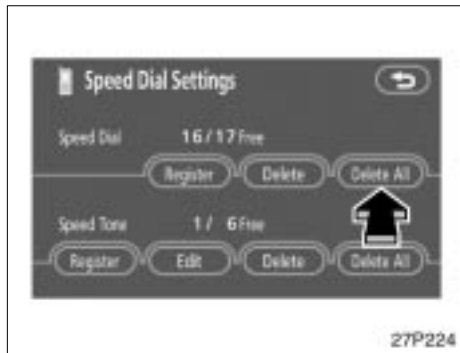 Speed Dial Settings
Speed Dial 16/17 Free
Register Delete Delete All
Speed Tone 1/ 6 Free
Register Edit Delete Delete All
27P224